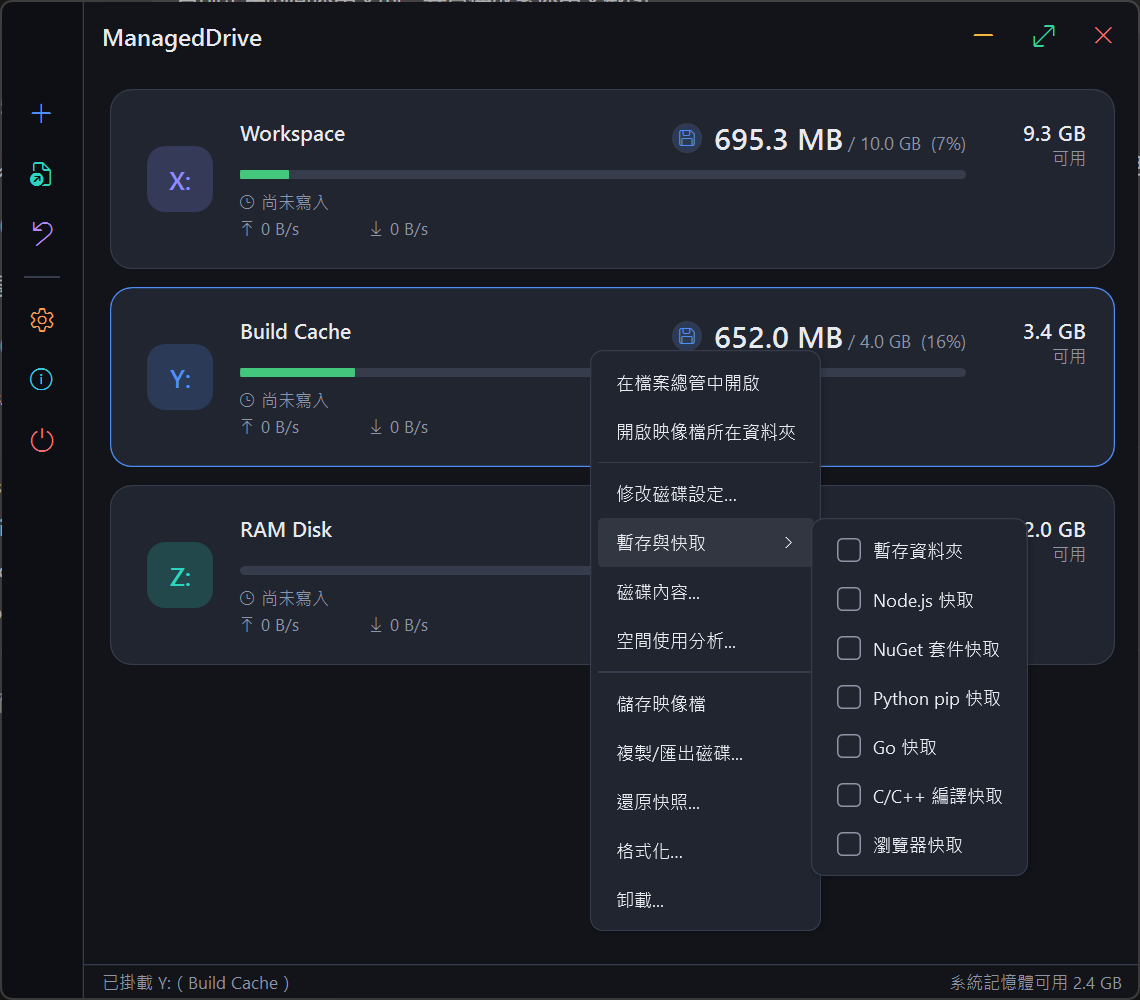 ManagedDrive
X:
Workspace
695.3 MB / 10.0 GB (7%)
9.3 GB
可用
尚未寫入
0 B/s
0 B/s
Y:
Build Cache
652.0 MB / 4.0 GB (16%)
3.4 GB
可用
尚未寫入
0 B/s
0 B/s
Z:
RAM Disk
2.0 GB
可用
尚未寫入
0 B/s
0 B/s
在檔案總管中開啟
開啟映像檔所在資料夾
修改磁碟設定...
暫存與快取
磁碟內容...
空間使用分析...
儲存映像檔
複製/匯出磁碟...
還原快照...
格式化...
卸載...
暫存資料夾
Node.js 快取
NuGet 套件快取
Python pip 快取
Go 快取
C/C++ 編譯快取
瀏覽器快取
已掛載 Y: ( Build Cache )
系統記憶體可用 2.4 GB